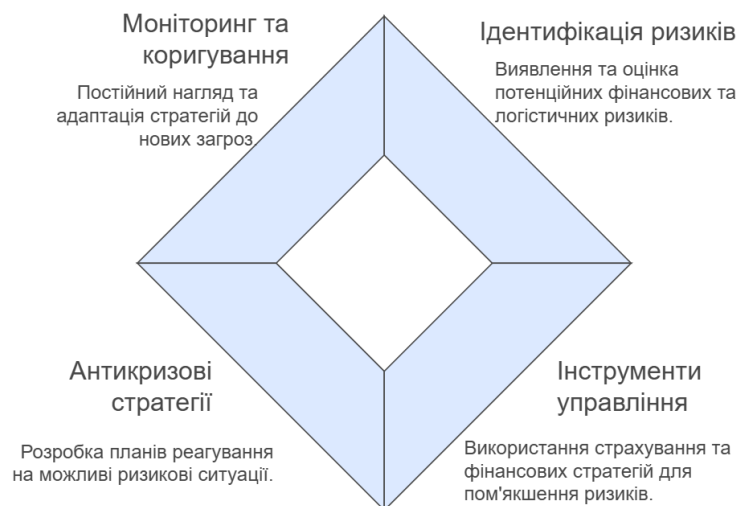 Моніторинг та
коригування
Постійний нагляд та
адаптація стратегій до
нових загроз.
Ідентифікація ризиків
Виявлення та оцінка
потенційних фінансових та
логістичних ризиків.
Антикризові
стратегії
Розробка планів реагування
на можливі ризикові ситуації.
Інструменти
управління
Використання страхування та
фінансових стратегій для
пом'якшення ризиків.